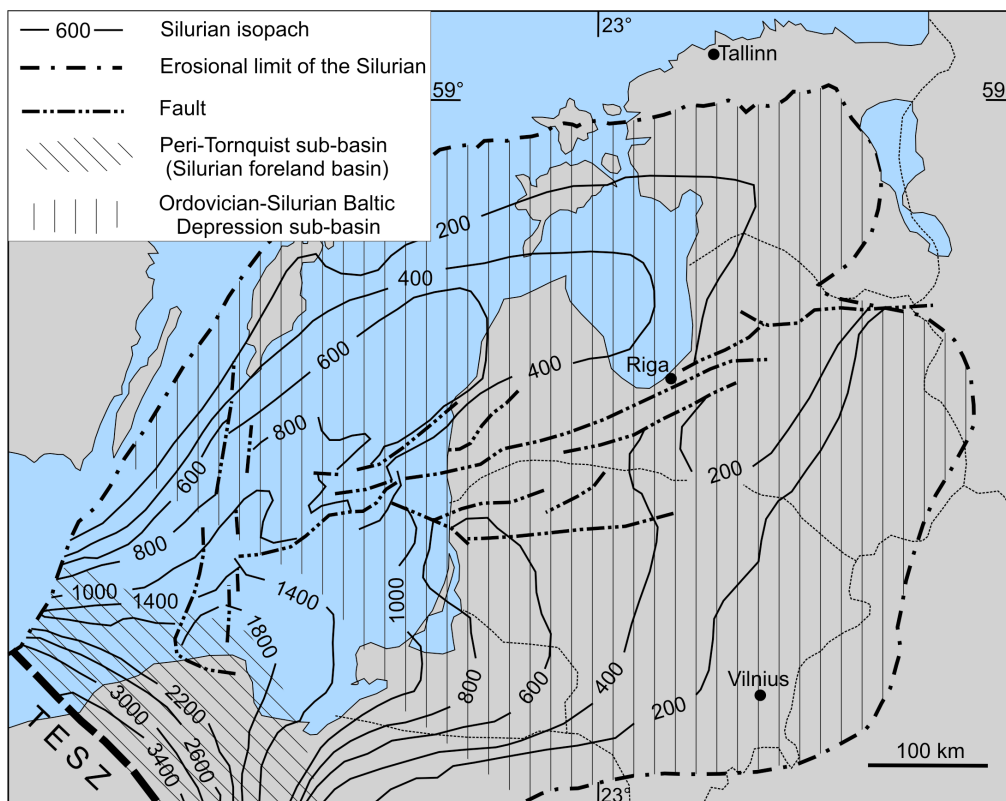 600
Silurian isopach
Erosional limit of the Silurian
Fault
Peri-Tornquist sub-basin
(Silurian foreland basin)
Ordovician-Silurian Baltic
Depression sub-basin
23°
Tallinn
59°
59
200
400
600
400
Riga
800
600
200
800
1000
1400
1400
1000
1800
800
600
400
200
Vilnius
3000
2200
2600
3400
TESZ
100 km
23°